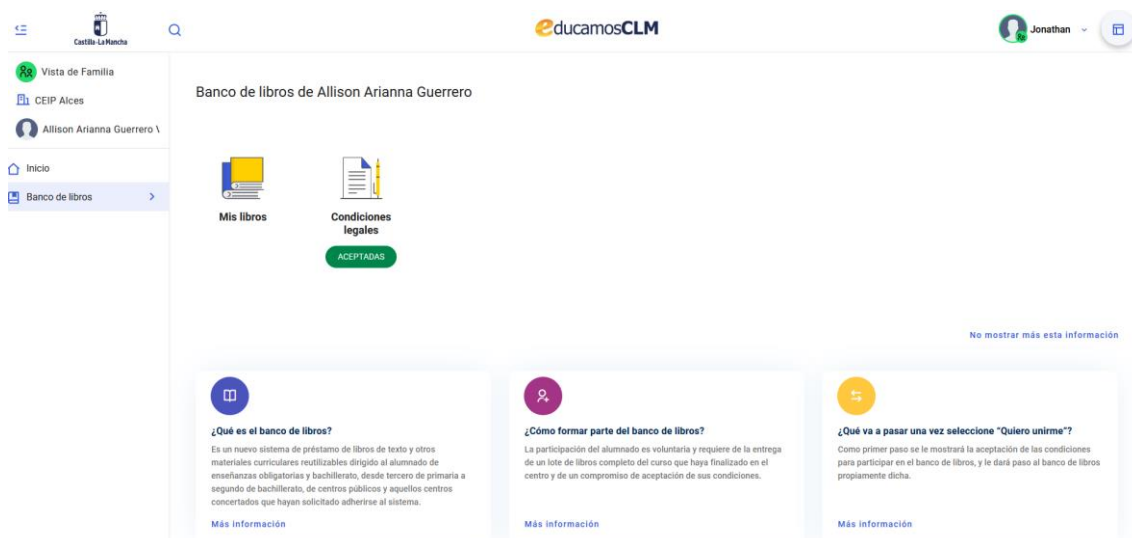 Castilla-La Mancha
educamosCLM
Jonathan
Vista de Familia
CEIP Alces
Allison Arianna Guerrero V
Inicio
Banco de libros
Banco de libros de Allison Arianna Guerrero
Mis libros
Condiciones
legales
ACEPTADAS
No mostrar más esta información
¿Qué es el banco de libros?
Es un nuevo sistema de préstamo de libros de texto y otros
materiales curriculares reutilizables dirigido al alumnado de
enseñanzas obligatorias y bachillerato, desde tercero de primaria a
segundo de bachillerato, de centros públicos y aquellos centros
concertados que hayan solicitado adherirse al sistema.
Más información
¿Cómo formar parte del banco de libros?
La participación del alumnado es voluntaria y requiere de la entrega
de un lote de libros completo del curso que haya finalizado en el
centro y de un compromiso de aceptación de sus condiciones.
Más información
¿Qué va a pasar una vez seleccione “Quiero unirme”?
Como primer paso se le mostrará la aceptación de las condiciones
para participar en el banco de libros, y le dará paso al banco de libros
propiamente dicha.
Más información